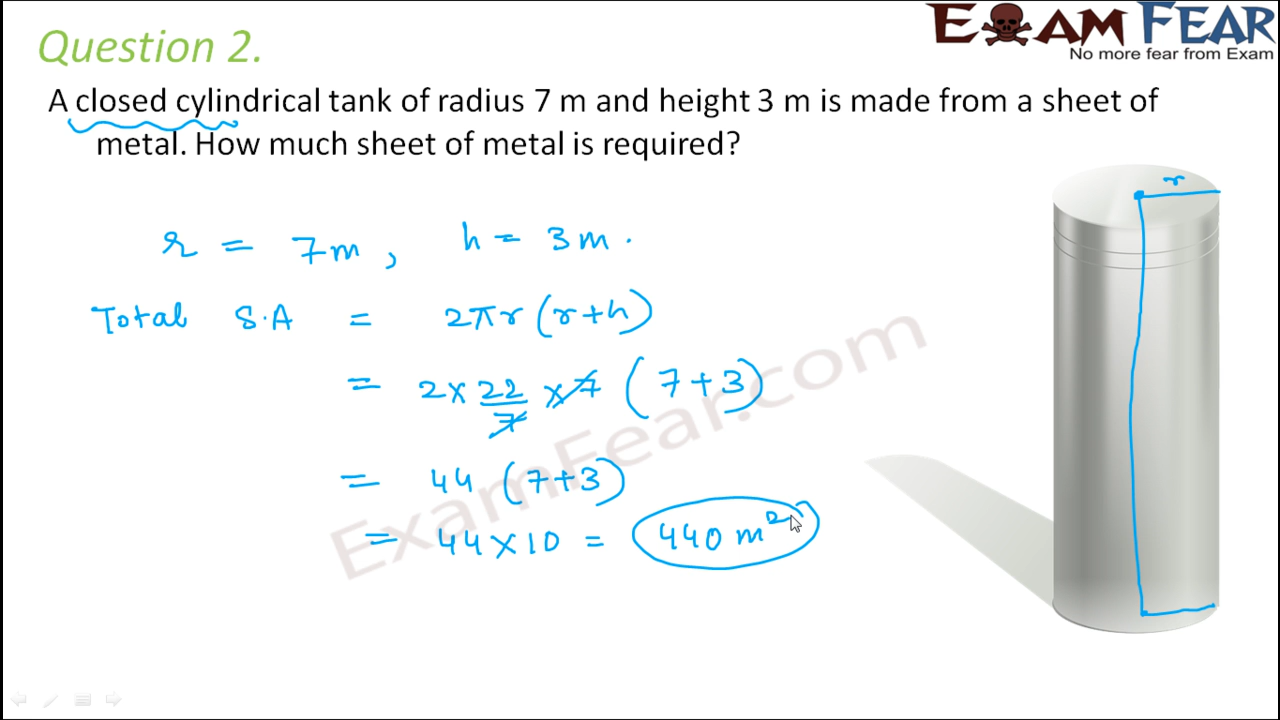 EXAM FEAR
No more fear from Exam
Question 2.
A closed cylindrical tank of radius 7 m and height 3 m is made from a sheet of
metal. How much sheet of metal is required?
r
r = 7m, h = 3m.
Total S.A = 2πr (r+h)
= 2 x 22/7 x 7 (7+3)
= 44 (7+3)
= 44 x 10 = 440 m²
ExamFear.com